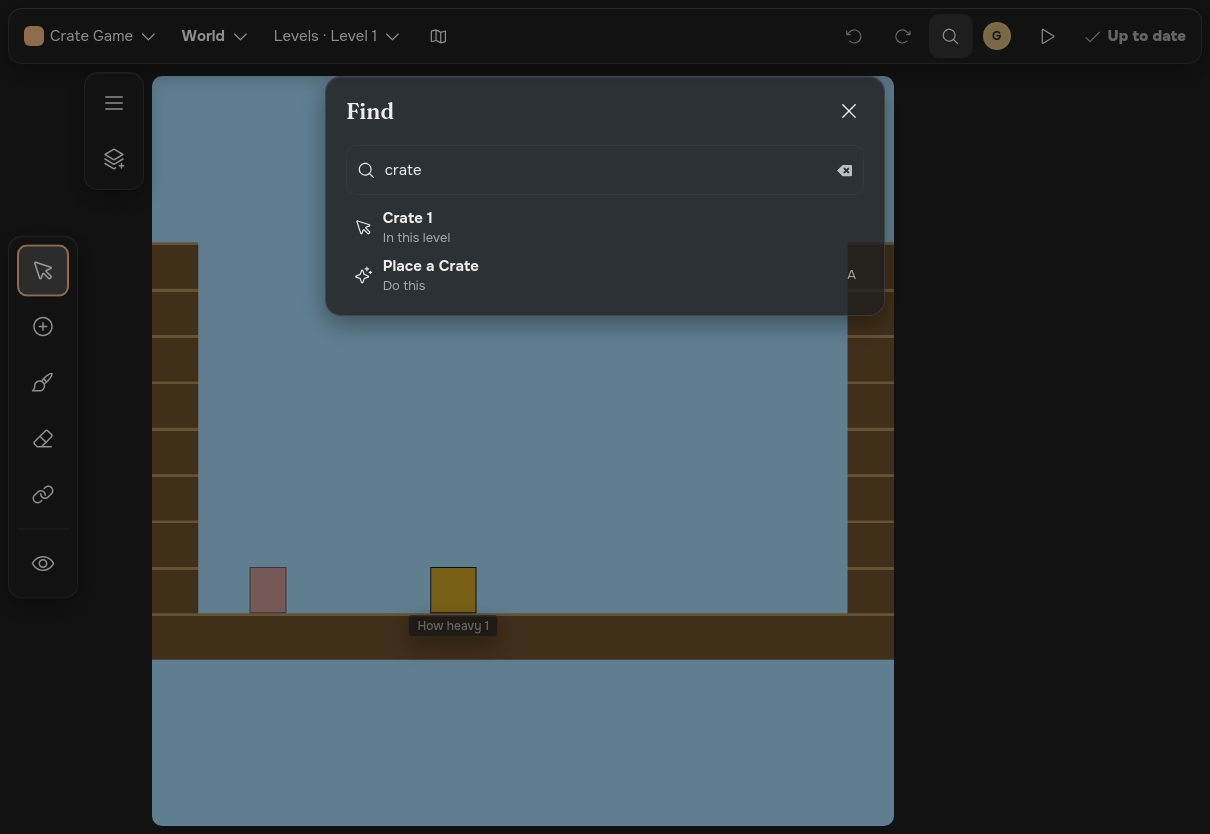 Crate Game
World
Levels · Level 1
G
Up to date
Find
crate
Crate 1
In this level
Place a Crate
Do this
A
How heavy 1